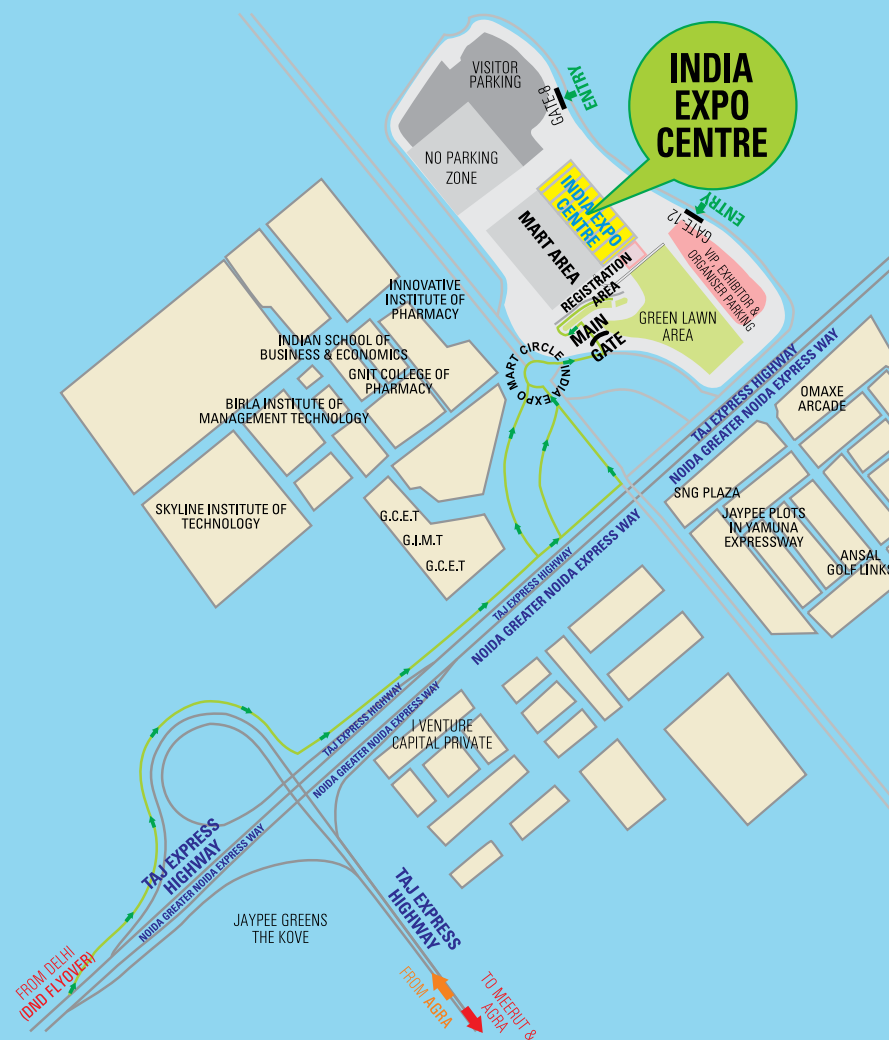 VISITOR
PARKING
GATE-8
ENTRY
INDIA
EXPO
CENTRE
NO PARKING
ZONE
INDIA EXPO
CENTRE
MART AREA
GATE-12
ENTRY
VIP, EXHIBITOR &
ORGANISER PARKING
REGISTRATION
AREA
GREEN LAWN
AREA
MAIN
GATE
INDIA EXPO MART CIRCLE
INNOVATIVE
INSTITUTE OF
PHARMACY
INDIAN SCHOOL OF
BUSINESS & ECONOMICS
GNIT COLLEGE OF
PHARMACY
BIRLA INSTITUTE OF
MANAGEMENT TECHNOLOGY
SKYLINE INSTITUTE OF
TECHNOLOGY
G.C.E.T
G.I.M.T
G.C.E.T
TAJ EXPRESS HIGHWAY
NOIDA GREATER NOIDA EXPRESS WAY
OMAXE
ARCADE
SNG PLAZA
JAYPEE PLOTS
IN YAMUNA
EXPRESSWAY
ANSAL
GOLF LINKS
TAJ EXPRESS HIGHWAY
NOIDA GREATER NOIDA EXPRESS WAY
TAJ EXPRESS HIGHWAY
NOIDA GREATER NOIDA EXPRESS WAY
I VENTURE
CAPITAL PRIVATE
TAJ EXPRESS
HIGHWAY
NOIDA GREATER NOIDA EXPRESS WAY
TAJ EXPRESS
HIGHWAY
JAYPEE GREENS
THE KOVE
FROM DELHI
(DND FLYOVER)
FROM AGRA
TO MEERUT &
AGRA